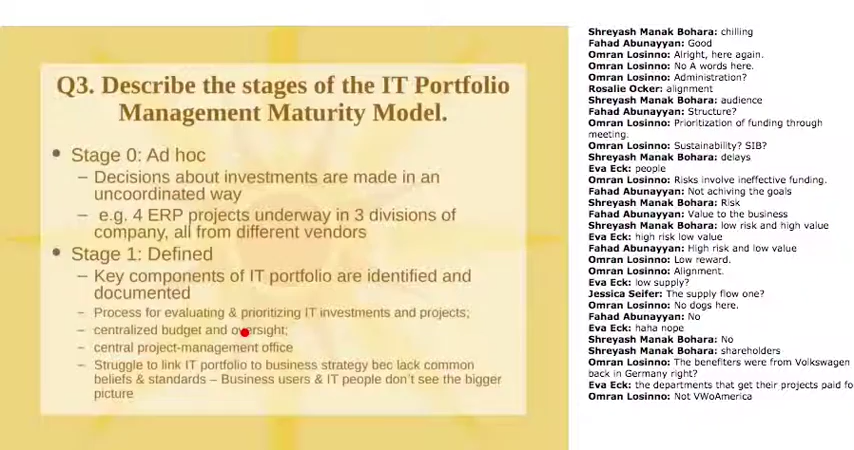 Q3. Describe the stages of the IT Portfolio
Management Maturity Model.
• Stage 0: Ad hoc
– Decisions about investments are made in an
uncoordinated way
– e.g. 4 ERP projects underway in 3 divisions of
company, all from different vendors
• Stage 1: Defined
– Key components of IT portfolio are identified and
documented
– Process for evaluating & prioritizing IT investments and projects;
– centralized budget and oversight;
– central project-management office
– Struggle to link IT portfolio to business strategy bec lack common
beliefs & standards – Business users & IT people don't see the bigger
picture
Shreyash Manak Bohara: chilling
Fahad Abunayyan: Good
Omran Losinno: Alright, here again.
Omran Losinno: No A words here.
Omran Losinno: Administration?
Rosalie Ocker: alignment
Shreyash Manak Bohara: audience
Fahad Abunayyan: Structure?
Omran Losinno: Prioritization of funding through
meeting.
Omran Losinno: Sustainability? SIB?
Shreyash Manak Bohara: delays
Eva Eck: people
Omran Losinno: Risks involve ineffective funding.
Fahad Abunayyan: Not achiving the goals
Shreyash Manak Bohara: Risk
Fahad Abunayyan: Value to the business
Shreyash Manak Bohara: low risk and high value
Eva Eck: high risk low value
Fahad Abunayyan: High risk and low value
Omran Losinno: Low reward.
Omran Losinno: Alignment.
Eva Eck: low supply?
Jessica Seifer: The supply flow one?
Omran Losinno: No dogs here.
Fahad Abunayyan: No
Eva Eck: haha nope
Shreyash Manak Bohara: No
Shreyash Manak Bohara: shareholders
Omran Losinno: The benefiters were from Volkswagen
back in Germany right?
Eva Eck: the departments that get their projects paid fo
Omran Losinno: Not VWoAmerica